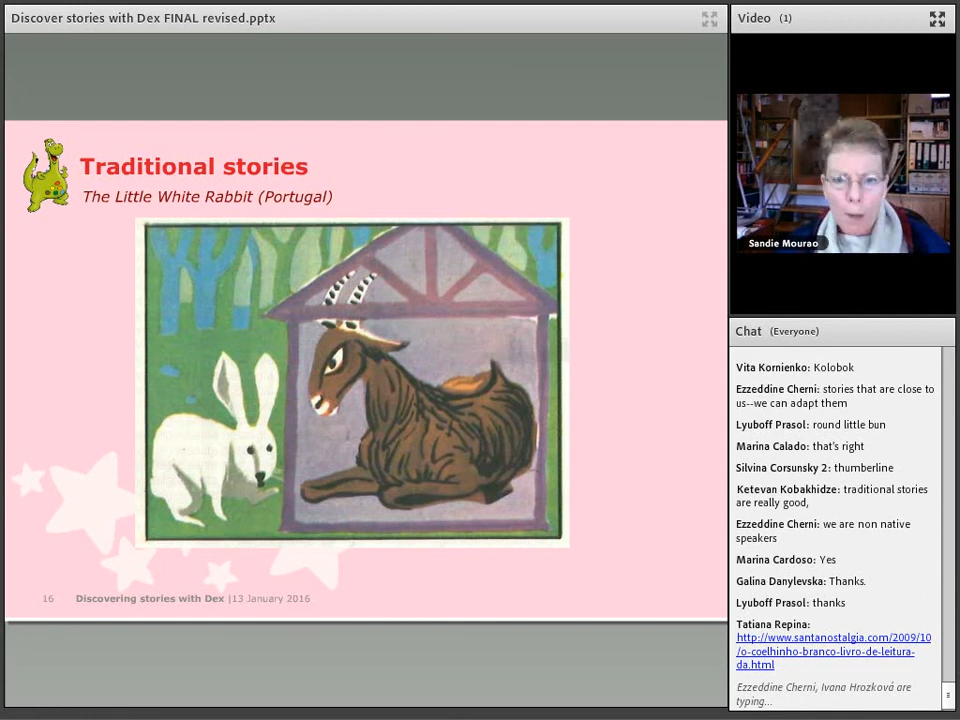 Discover stories with Dex FINAL revised.pptx
Traditional stories
The Little White Rabbit (Portugal)
16 Discovering stories with Dex |13 January 2016
Video (1)
Sandie Mourao
Chat (Everyone)
Vita Kornienko: Kolobok
Ezzeddine Cherni: stories that are close to
us--we can adapt them
Lyuboff Prasol: round little bun
Marina Calado: that's right
Silvina Corsunsky 2: thumberline
Ketevan Kobakhidze: traditional stories
are really good,
Ezzeddine Cherni: we are non native
speakers
Marina Cardoso: Yes
Galina Danylevska: Thanks.
Lyuboff Prasol: thanks
Tatiana Repina:
http://www.santanostalgia.com/2009/10
/o-coelhinho-branco-livro-de-leitura-
da.html
Ezzeddine Cherni, Ivana Hrozková are
typing...